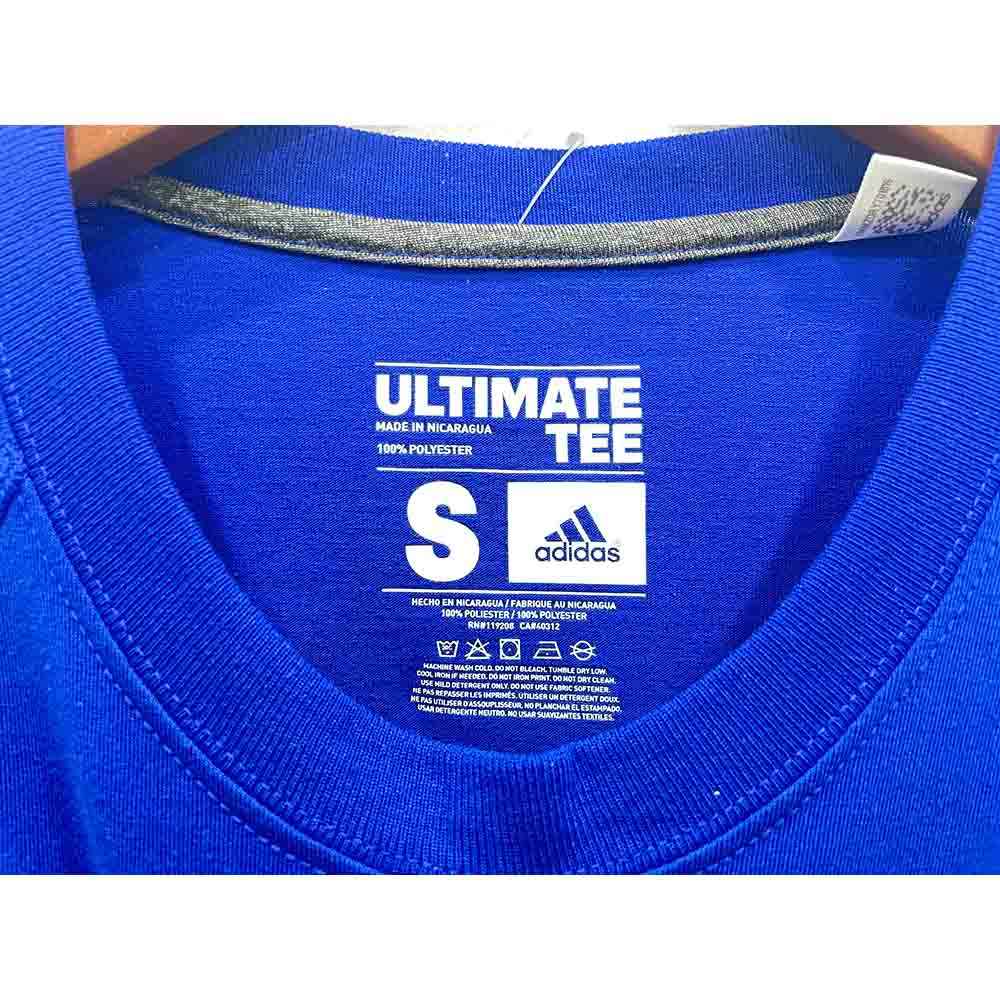 ULTIMATE
MADE IN NICARAGUA
TEE
100% POLYESTER
S
adidas
HECHO EN NICARAGUA / FABRIQUE AU NICARAGUA
100% POLIESTER / 100% POLYESTER
RN#119208 CA#40312
MACHINE WASH COLD. DO NOT BLEACH. TUMBLE DRY LOW.
COOL IRON IF NEEDED. DO NOT IRON PRINT. DO NOT DRY CLEAN.
USE MILD DETERGENT ONLY. DO NOT USE FABRIC SOFTENER.
NE PAS REPASSER LES IMPRIMÉS. UTILISER UN DETERGENT DOUX.
NE PAS UTILISER D'ASSOUPLISSEUR. NO PLANCHAR EL ESTAMPADO.
USAR DETERGENTE NEUTRO. NO USAR SUAVIZANTES TEXTILES.